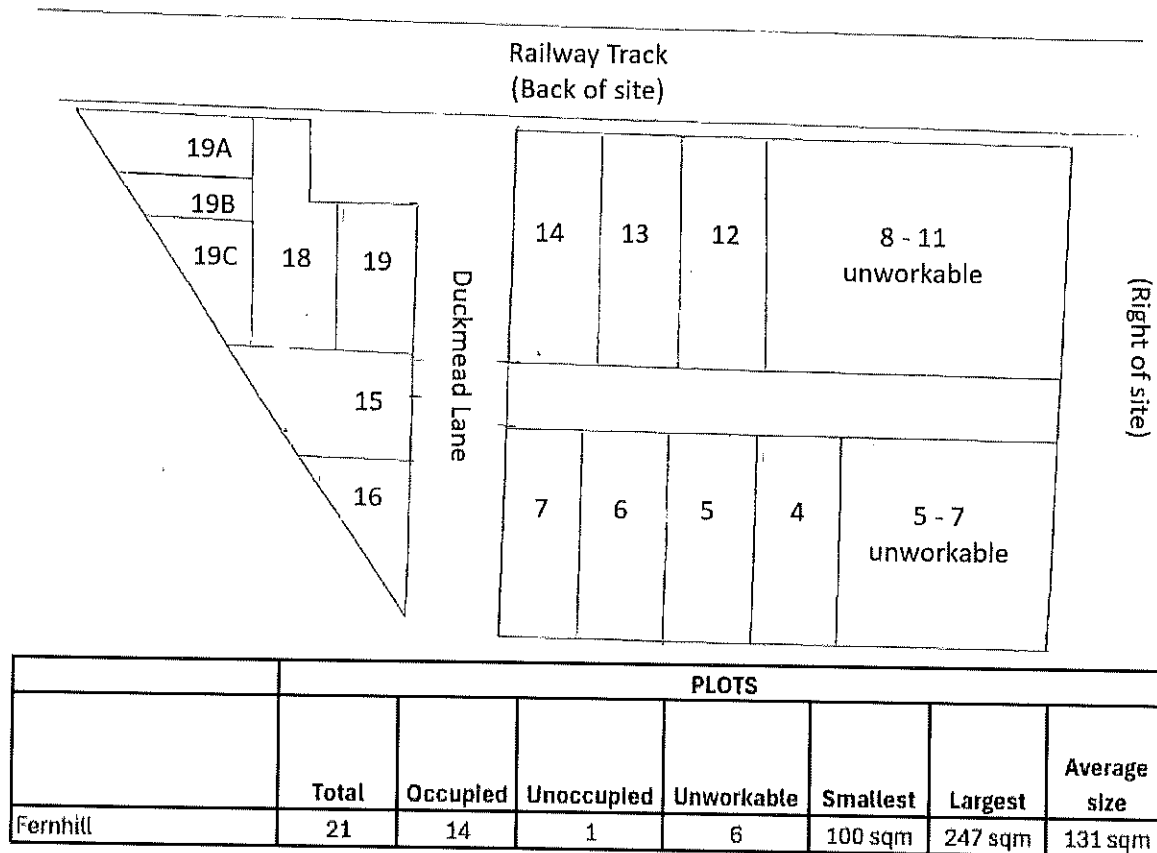 Railway Track
(Back of site)
19A
19B
19C
18
19
15
16
Duckmead Lane
14
13
12
8 - 11
unworkable
(Right of site)
7
6
5
4
5 - 7
unworkable
PLOTS
Total Occupied Unoccupied Unworkable Smallest Largest Average size
Fernhill 21 14 1 6 100 sqm 247 sqm 131 sqm